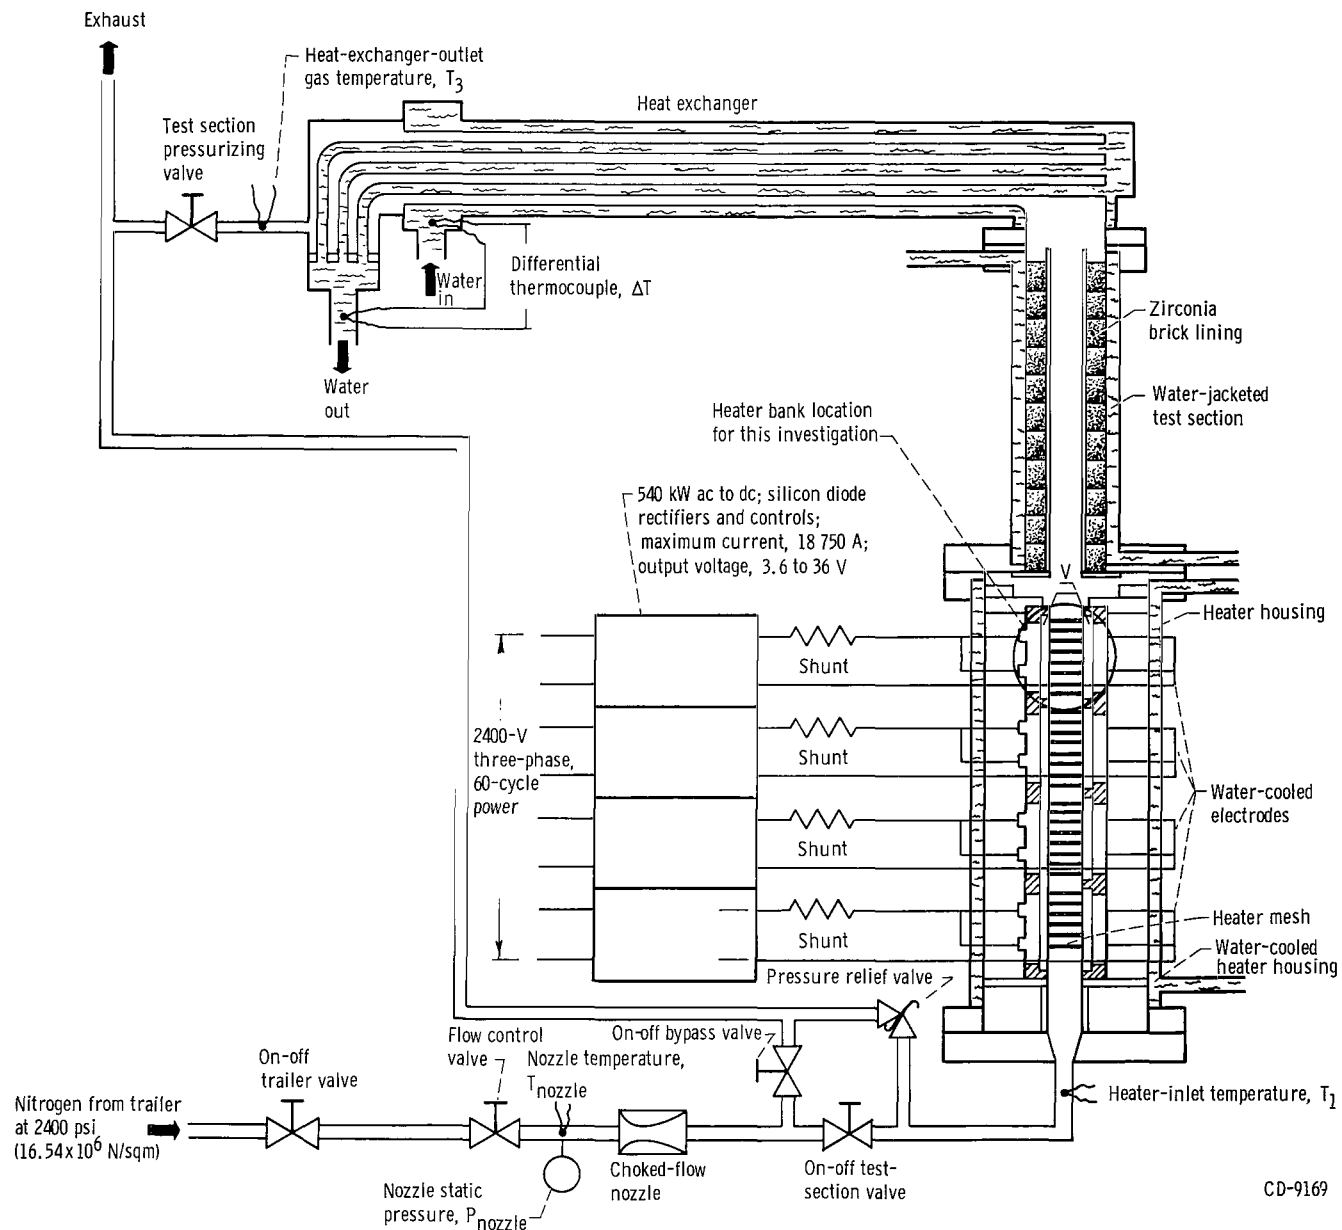 Exhaust
Heat-exchanger-outlet
gas temperature, T3
Heat exchanger
Test section
pressurizing
valve
Differential
thermocouple, ΔT
Water
in
Water
out
Zirconia
brick lining
Water-jacketed
test section
Heater bank location
for this investigation
540 kW ac to dc; silicon diode
rectifiers and controls;
maximum current, 18 750 A;
output voltage, 3.6 to 36 V
V
Heater housing
Shunt
2400-V
three-phase,
60-cycle
power
Shunt
Water-cooled
electrodes
Shunt
Heater mesh
Shunt
Water-cooled
heater housing
Pressure relief valve
On-off bypass valve
Flow control
valve
Nozzle temperature,
Tnozzle
On-off
trailer valve
Heater-inlet temperature, T1
Nitrogen from trailer
at 2400 psi
(16.54x10^6 N/sqm)
Choked-flow
nozzle
On-off test-
section valve
Nozzle static
pressure, Pnozzle
CD-9169